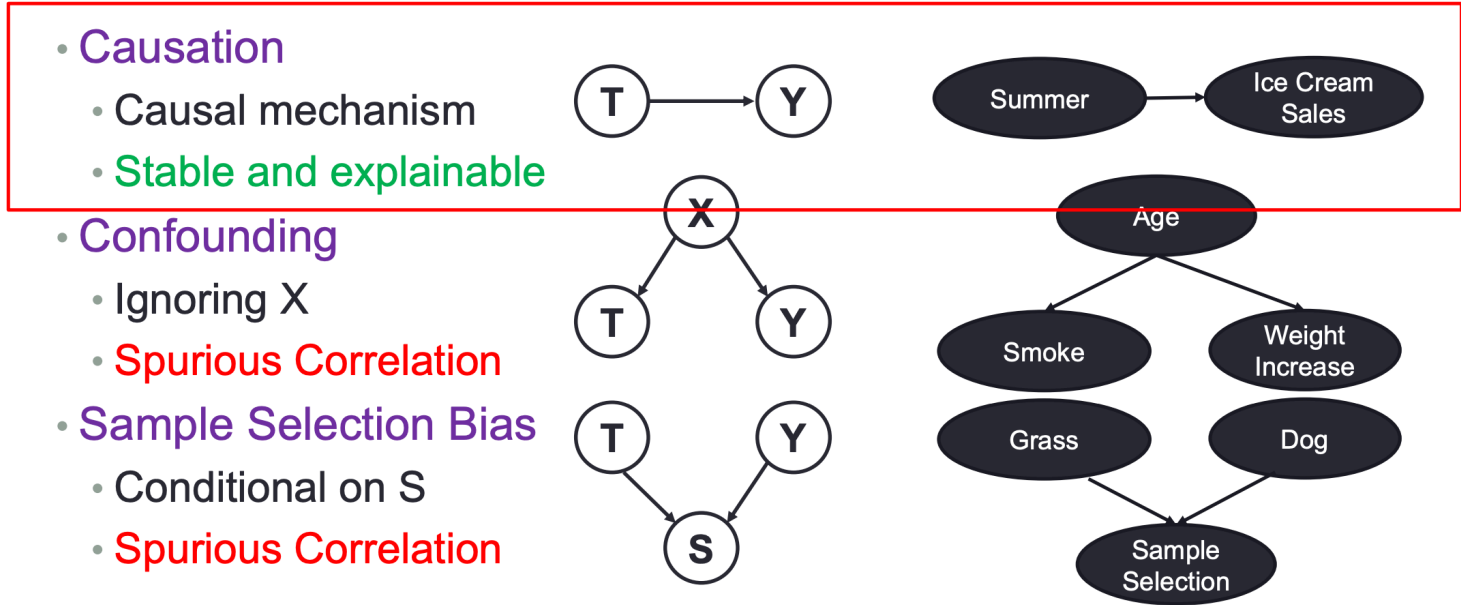 • Causation
• Causal mechanism
• Stable and explainable
T
Y
Summer
Ice Cream
Sales
• Confounding
• Ignoring X
• Spurious Correlation
X
T
Y
Age
Smoke
Weight
Increase
• Sample Selection Bias
• Conditional on S
• Spurious Correlation
T
Y
S
Grass
Dog
Sample
Selection